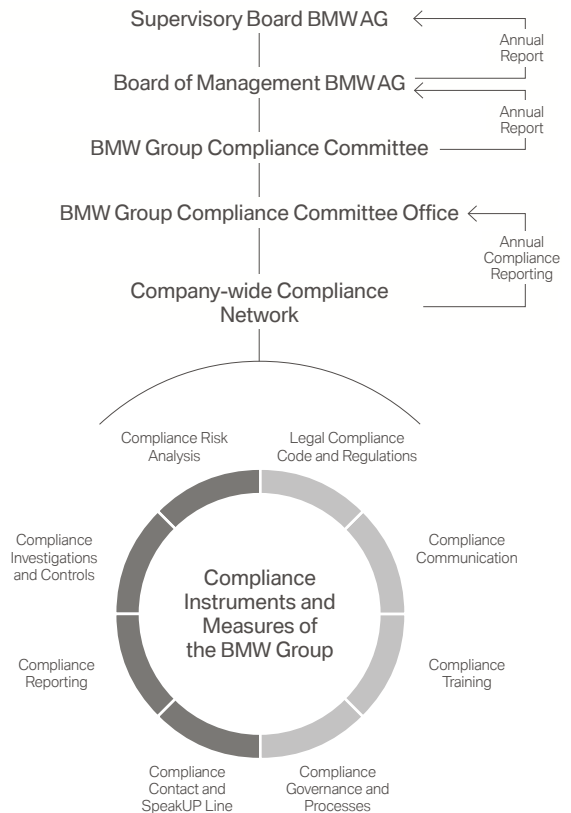 Supervisory Board BMW AG
Annual
Report
Board of Management BMW AG
Annual
Report
BMW Group Compliance Committee
BMW Group Compliance Committee Office
Annual
Compliance
Reporting
Company-wide Compliance
Network
Compliance Risk
Analysis
Legal Compliance
Code and Regulations
Compliance
Investigations
and Controls
Compliance
Communication
Compliance
Instruments and
Measures of
the BMW Group
Compliance
Reporting
Compliance
Training
Compliance
Contact and
SpeakUP Line
Compliance
Governance and
Processes